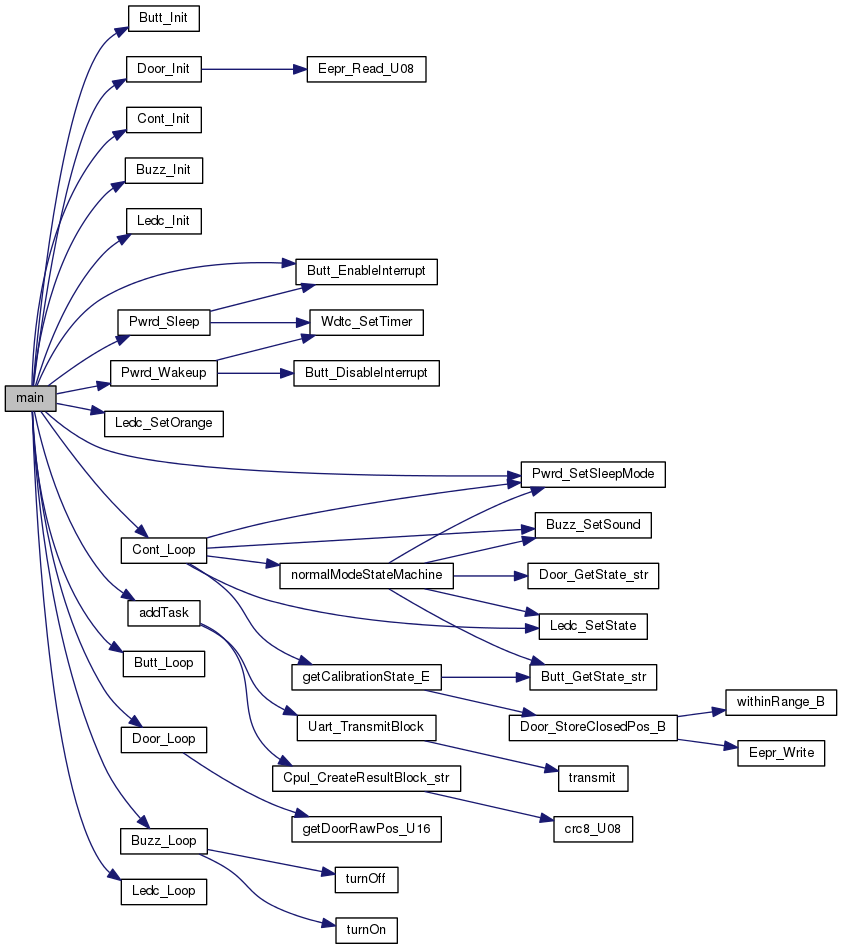 Butt_Init
Door_Init
Eepr_Read_U08
Cont_Init
Buzz_Init
Ledc_Init
Butt_EnableInterrupt
Pwrd_Sleep
Wdtc_SetTimer
Pwrd_Wakeup
Butt_DisableInterrupt
main
Ledc_SetOrange
Pwrd_SetSleepMode
Buzz_SetSound
Cont_Loop
normalModeStateMachine
Door_GetState_str
addTask
Ledc_SetState
Butt_Loop
getCalibrationState_E
Butt_GetState_str
withinRange_B
Uart_TransmitBlock
Door_StoreClosedPos_B
Door_Loop
Eepr_Write
Cpul_CreateResultBlock_str
transmit
getDoorRawPos_U16
crc8_U08
Buzz_Loop
turnOff
Ledc_Loop
turnOn